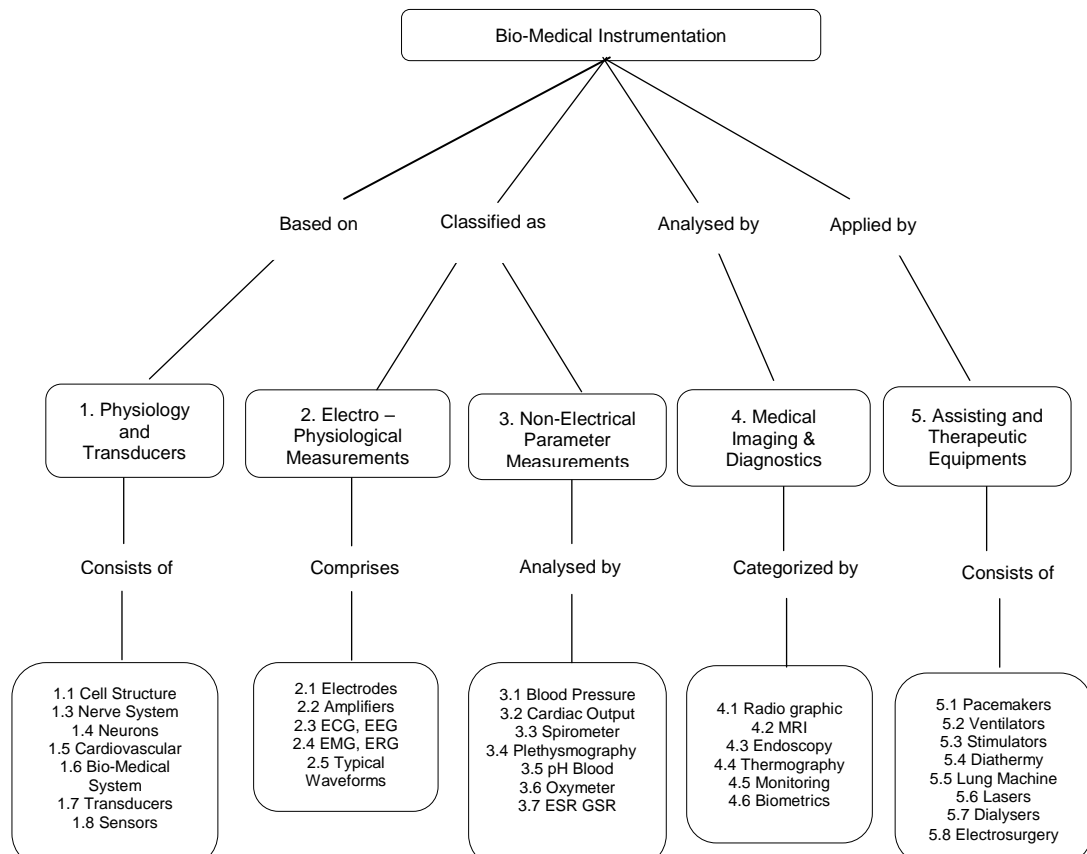 Bio-Medical Instrumentation
Based on
Classified as
Analysed by
Applied by
1. Physiology
and
Transducers
2. Electro –
Physiological
Measurements
3. Non-Electrical
Parameter
Measurements
4. Medical
Imaging &
Diagnostics
5. Assisting and
Therapeutic
Equipments
Consists of
Comprises
Analysed by
Categorized by
Consists of
1.1 Cell Structure
1.3 Nerve System
1.4 Neurons
1.5 Cardiovascular
1.6 Bio-Medical
System
1.7 Transducers
1.8 Sensors
2.1 Electrodes
2.2 Amplifiers
2.3 ECG, EEG
2.4 EMG, ERG
2.5 Typical
Waveforms
3.1 Blood Pressure
3.2 Cardiac Output
3.3 Spirometer
3.4 Plethysmography
3.5 pH Blood
3.6 Oxymeter
3.7 ESR GSR
4.1 Radio graphic
4.2 MRI
4.3 Endoscopy
4.4 Thermography
4.5 Monitoring
4.6 Biometrics
5.1 Pacemakers
5.2 Ventilators
5.3 Stimulators
5.4 Diathermy
5.5 Lung Machine
5.6 Lasers
5.7 Dialysers
5.8 Electrosurgery